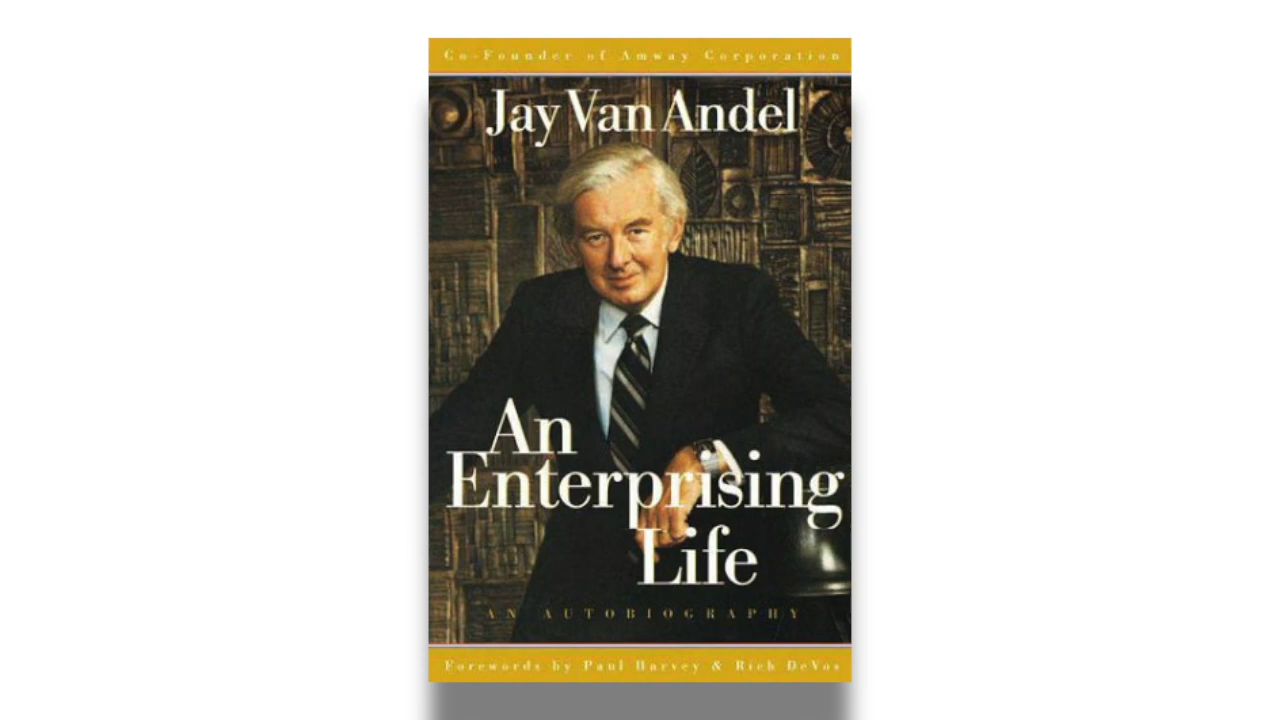 Co-Founder of Amway Corporation
Jay Van Andel
An
Enterprising
Life
AN AUTOBIOGRAPHY
Forewords by Paul Harvey & Rich DeVos